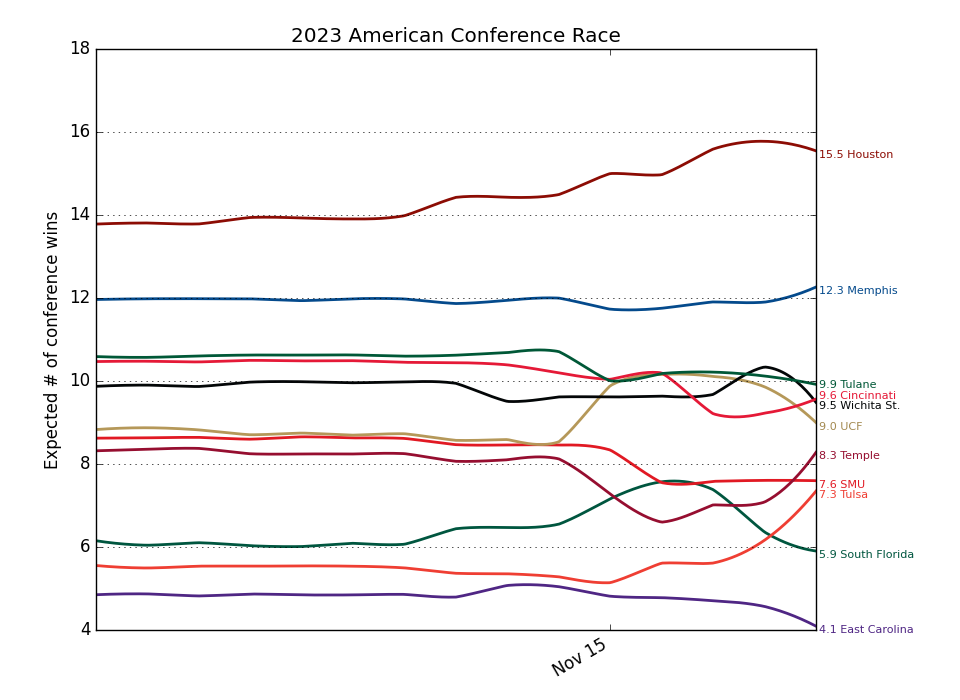 2023 American Conference Race
Expected # of conference wins
18
16
14
12
10
8
6
4
15.5 Houston
12.3 Memphis
9.9 Tulane
9.6 Cincinnati
9.5 Wichita St.
9.0 UCF
8.3 Temple
7.6 SMU
7.3 Tulsa
5.9 South Florida
4.1 East Carolina
Nov 15